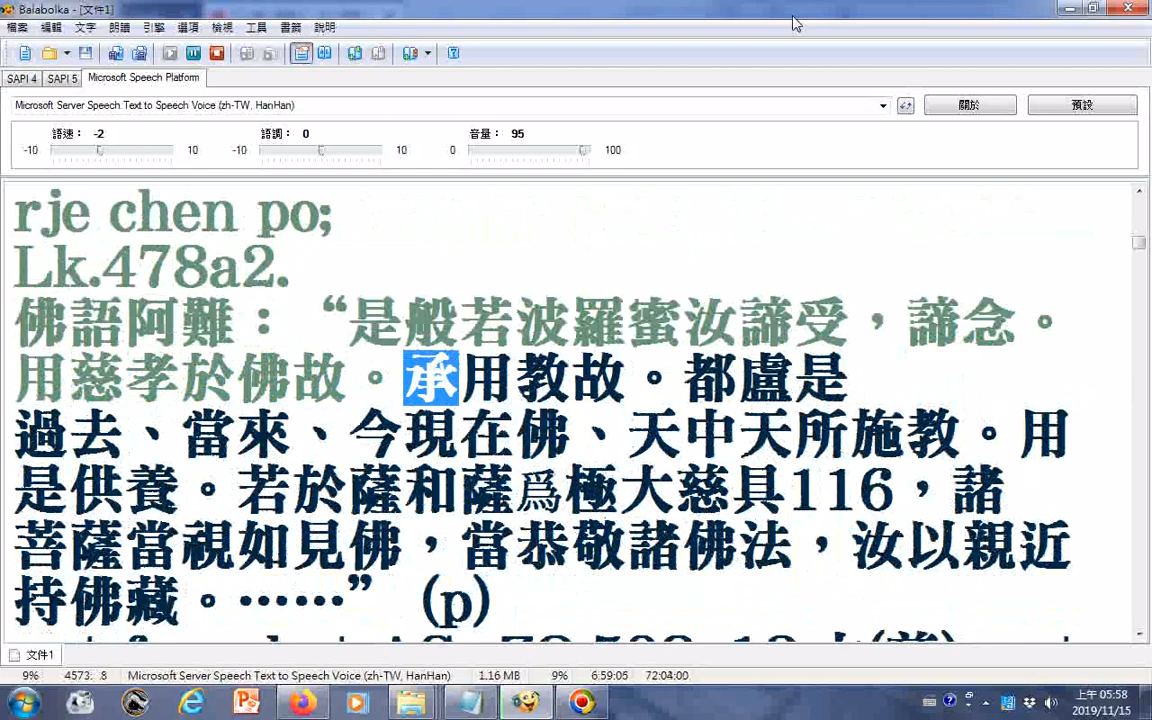 Balabolka - [文件1]
檔案 編輯 文字 朗讀 引擎 選項 檢視 工具 書籤 說明
SAPI 4 SAPI 5 Microsoft Speech Platform
Microsoft Server Speech Text to Speech Voice (zh-TW, HanHan) 關於 預設
語速： -2 語調： 0 音量： 95
-10 10 -10 10 0 100
rje chen po;
Lk.478a2.
佛語阿難：“是般若波羅蜜汝諦受，諦念。
用慈孝於佛故。承用教故。都盧是
過去、當來、今現在佛、天中天所施教。用
是供養。若於薩和薩爲極大慈具116，諸
菩薩當視如見佛，當恭敬諸佛法，汝以親近
持佛藏。……” (p)
文件1
9% 4573: 8 Microsoft Server Speech Text to Speech Voice (zh-TW, HanHan) 1.16 MB 9% 6:59:05 72:04:00
上午 05:58
2019/11/15